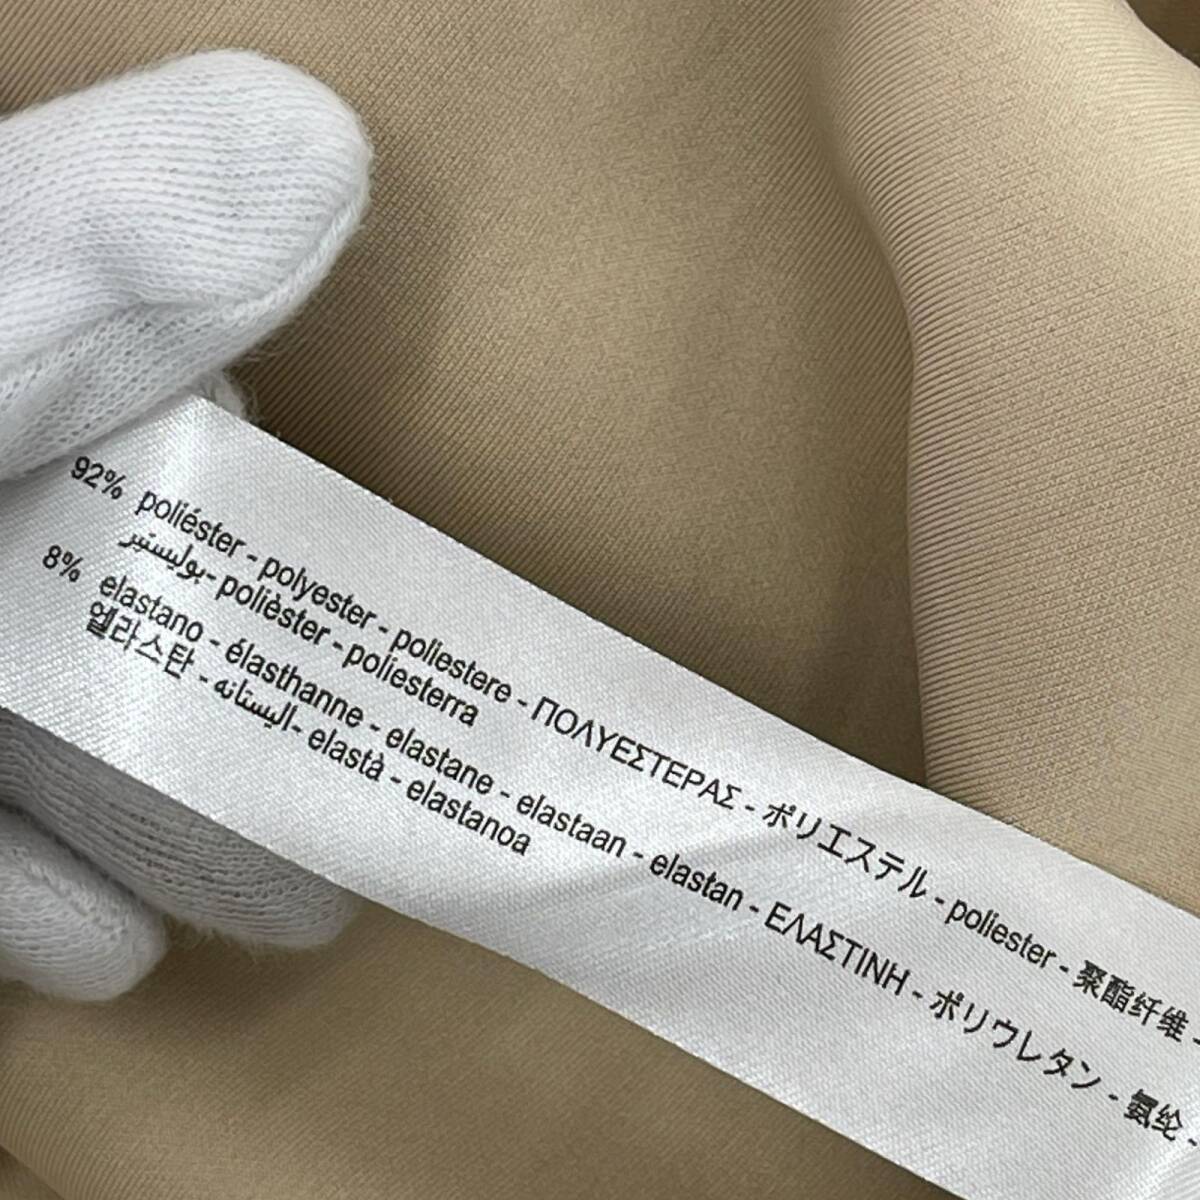 92% poliéster - polyester - poliestere - ΠΟΛΥΕΣΤΕΡΑΣ - ポリエステル - poliester - 聚酯纤维 -
بوليستير - polièster - poliesterra
8% elastano - élasthanne - elastane - elastaan - elastan - ΕΛΑΣΤΙΝΗ - ポリウレタン - 氨纶 -
엘라스탄 - اليستانه - elastà - elastanoa